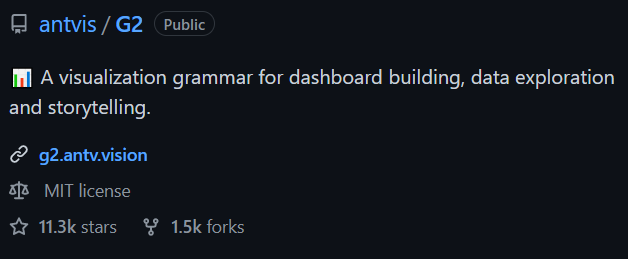 antvis / G2 Public
📊 A visualization grammar for dashboard building, data exploration
and storytelling.
g2.antv.vision
MIT license
11.3k stars 1.5k forks